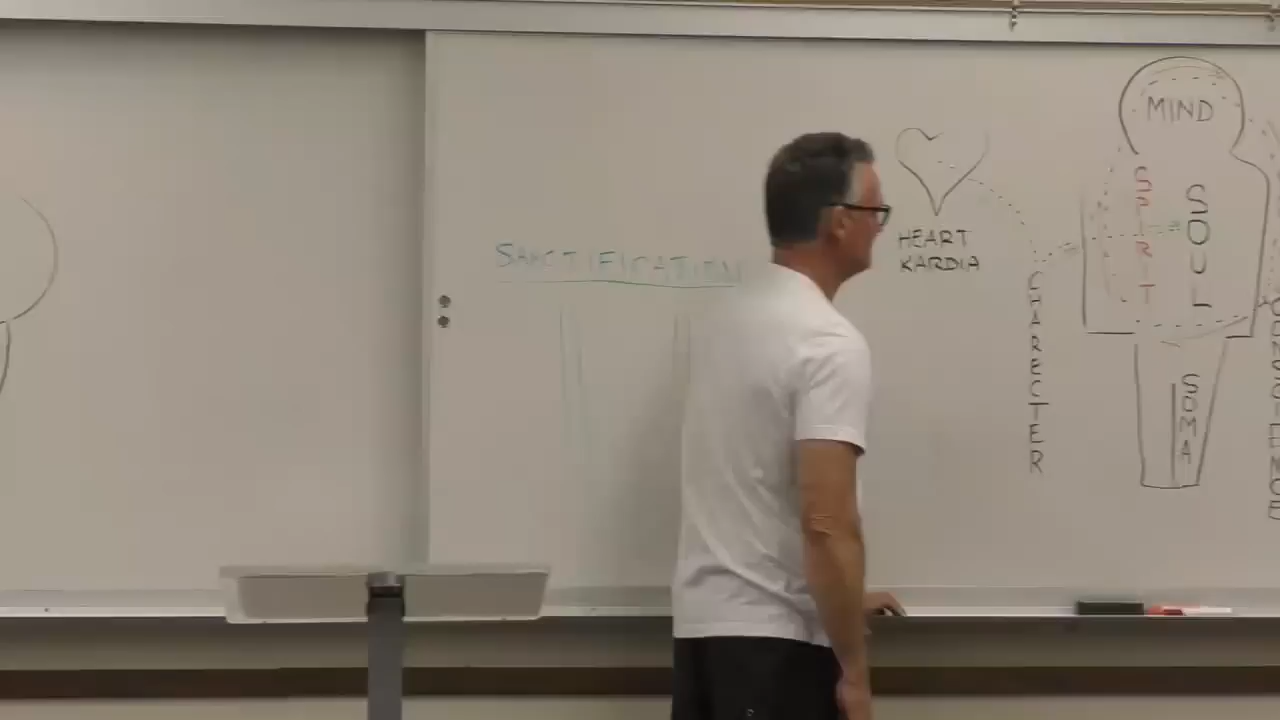 SANCTIFICATION
HEART
KARDIA
CHARECTER
MIND
SPIRIT
SOUL
SOMA
CONSCIENCE